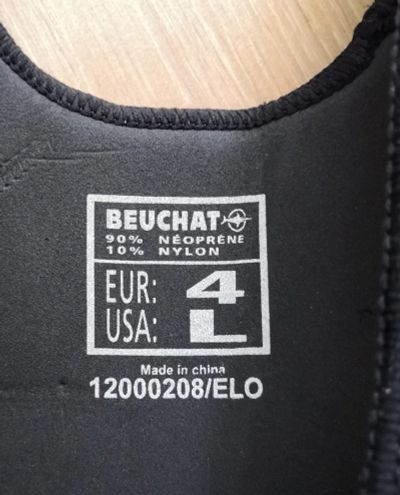 BEUCHAT
90% NÉOPRÈNE
10% NYLON
EUR: 4
USA: L
Made in china
12000208/ELO